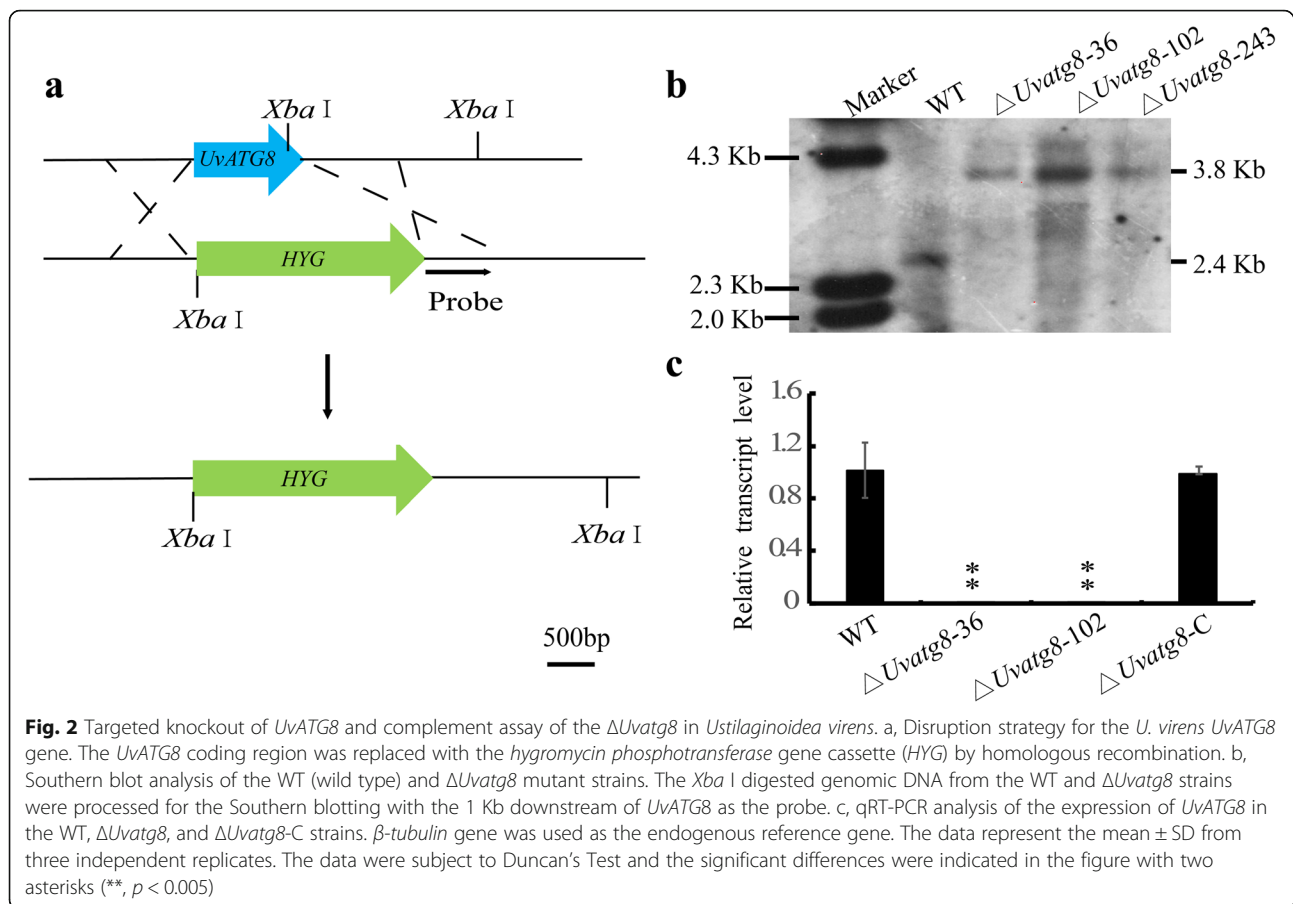 a
Xba I
Xba I
UvATG8
HYG
Xba I
Probe
HYG
Xba I
Xba I
500bp
b
Marker
WT
△Uvatg8-36
△Uvatg8-102
△Uvatg8-243
4.3 Kb
3.8 Kb
2.4 Kb
2.3 Kb
2.0 Kb
c
Relative transcript level
1.6
1.2
0.8
0.4
0
**
**
WT
△Uvatg8-36
△Uvatg8-102
△Uvatg8-C
Fig. 2 Targeted knockout of UvATG8 and complement assay of the ΔUvatg8 in Ustilaginoidea virens. a, Disruption strategy for the U. virens UvATG8
gene. The UvATG8 coding region was replaced with the hygromycin phosphotransferase gene cassette (HYG) by homologous recombination. b,
Southern blot analysis of the WT (wild type) and ΔUvatg8 mutant strains. The Xba I digested genomic DNA from the WT and ΔUvatg8 strains
were processed for the Southern blotting with the 1 Kb downstream of UvATG8 as the probe. c, qRT-PCR analysis of the expression of UvATG8 in
the WT, ΔUvatg8, and ΔUvatg8-C strains. β-tubulin gene was used as the endogenous reference gene. The data represent the mean ± SD from
three independent replicates. The data were subject to Duncan's Test and the significant differences were indicated in the figure with two
asterisks (**, p < 0.005)